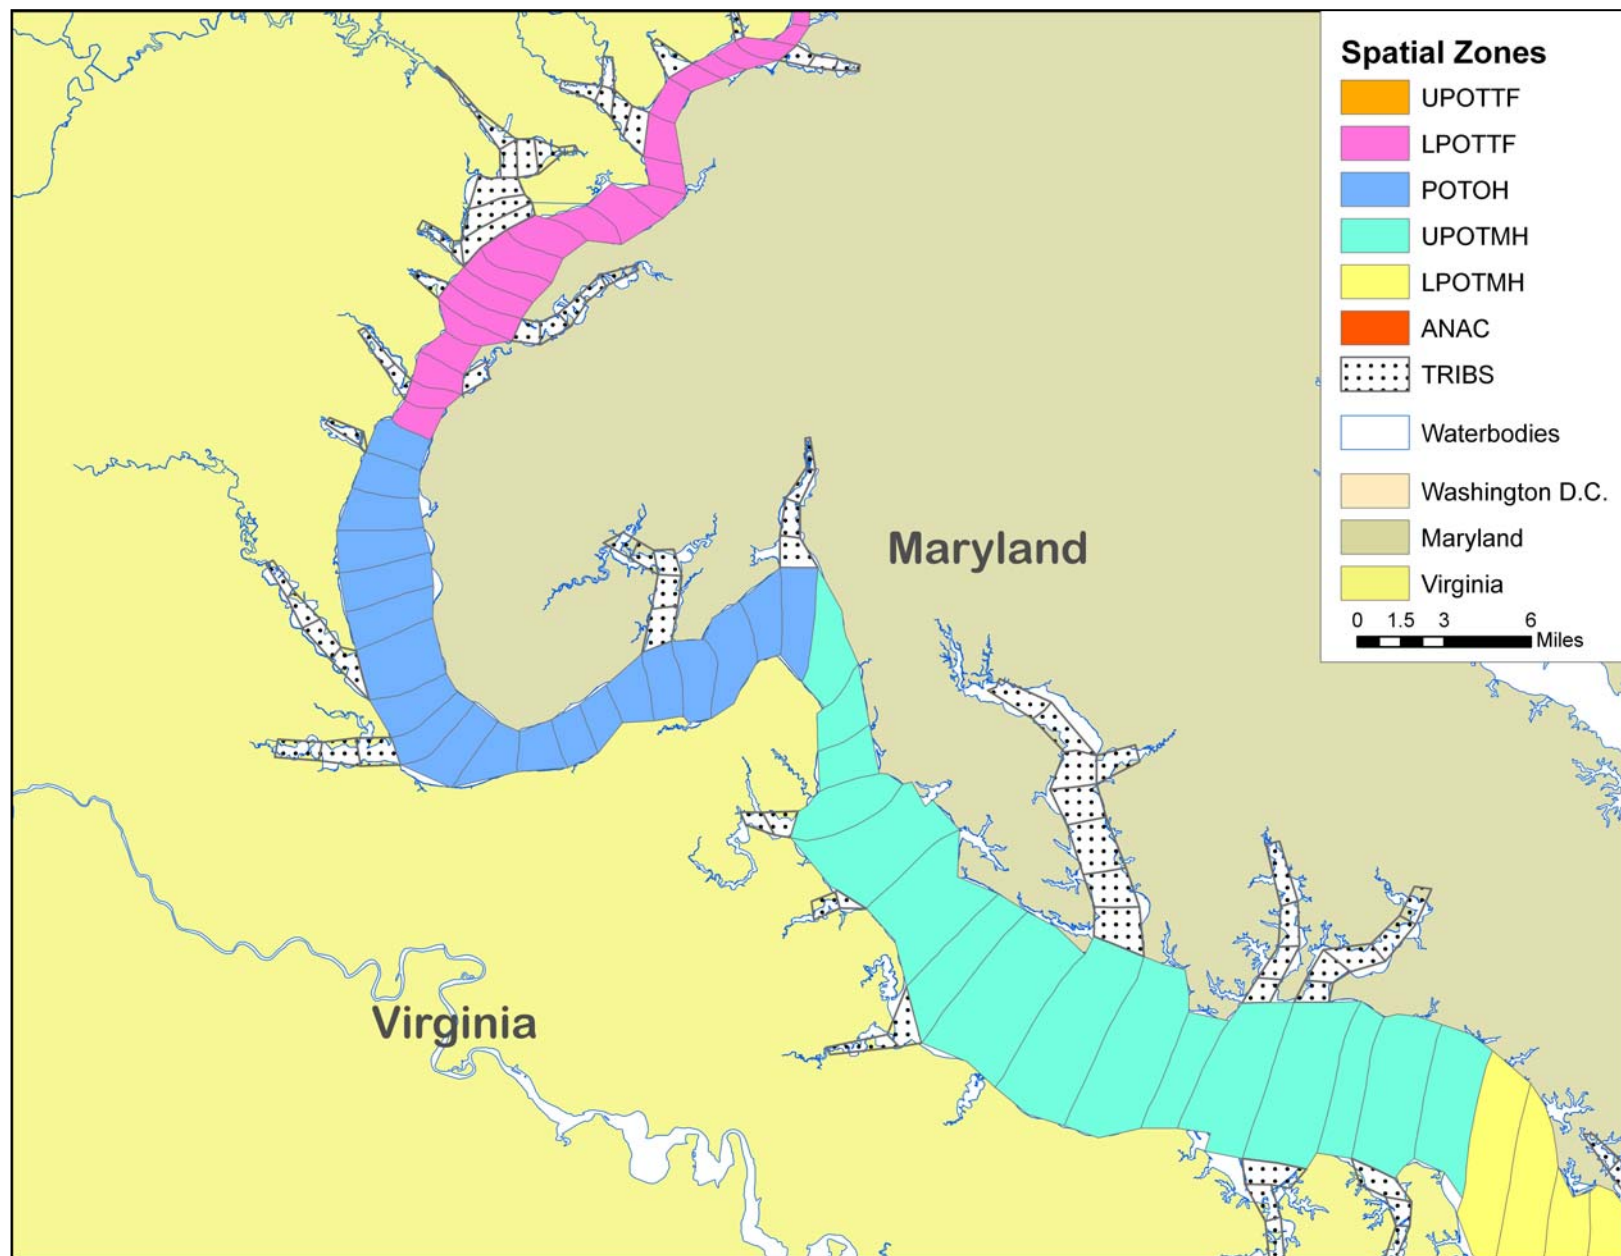 Spatial Zones
UPOTTF
LPOTTF
POTOH
UPOTMH
LPOTMH
ANAC
TRIBS
Waterbodies
Washington D.C.
Maryland
Virginia
0 1.5 3 6
Miles
Maryland
Virginia